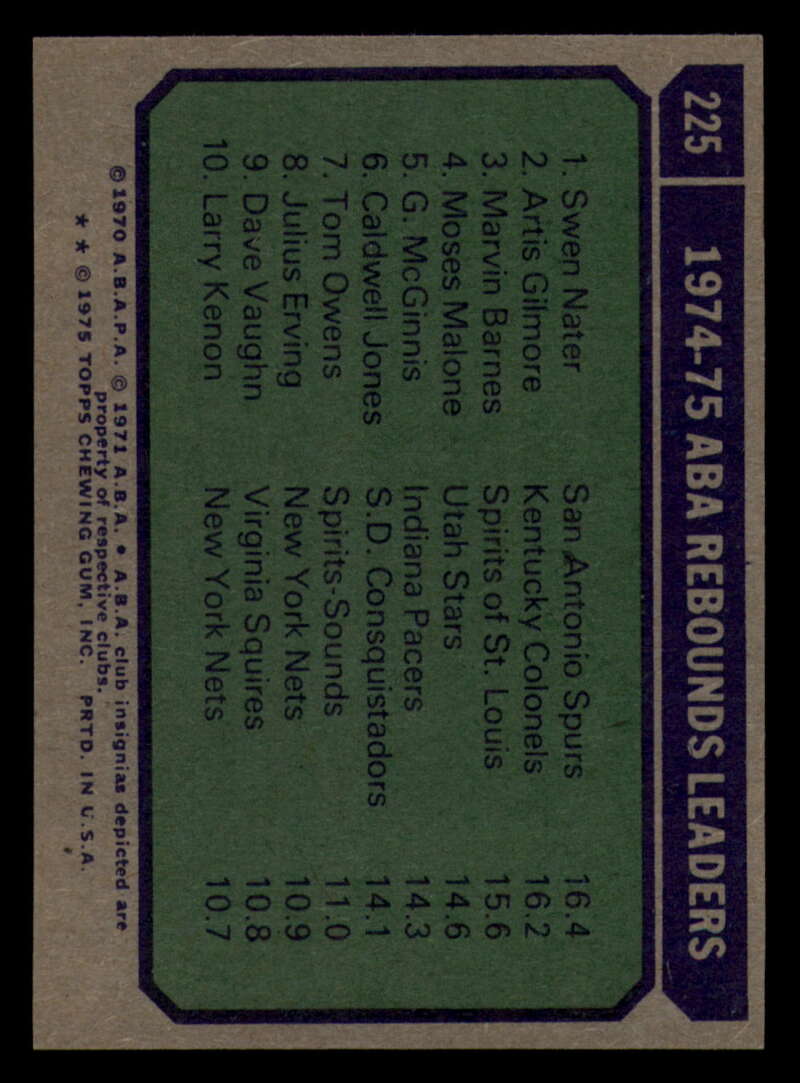 225 1974-75 ABA REBOUNDS LEADERS
1. Swen Nater San Antonio Spurs 16.4
2. Artis Gilmore Kentucky Colonels 16.2
3. Marvin Barnes Spirits of St. Louis 15.6
4. Moses Malone Utah Stars 14.6
5. G. McGinnis Indiana Pacers 14.3
6. Caldwell Jones S.D. Consquistadors 14.1
7. Tom Owens Spirits-Sounds 11.0
8. Julius Erving New York Nets 10.9
9. Dave Vaughn Virginia Squires 10.8
10. Larry Kenon New York Nets 10.7
© 1970 A.B.A.P.A. © 1971 A.B.A. • A.B.A. club insignias depicted are
property of respective clubs.
* * © 1975 TOPPS CHEWING GUM, INC. PRTD. IN U.S.A.